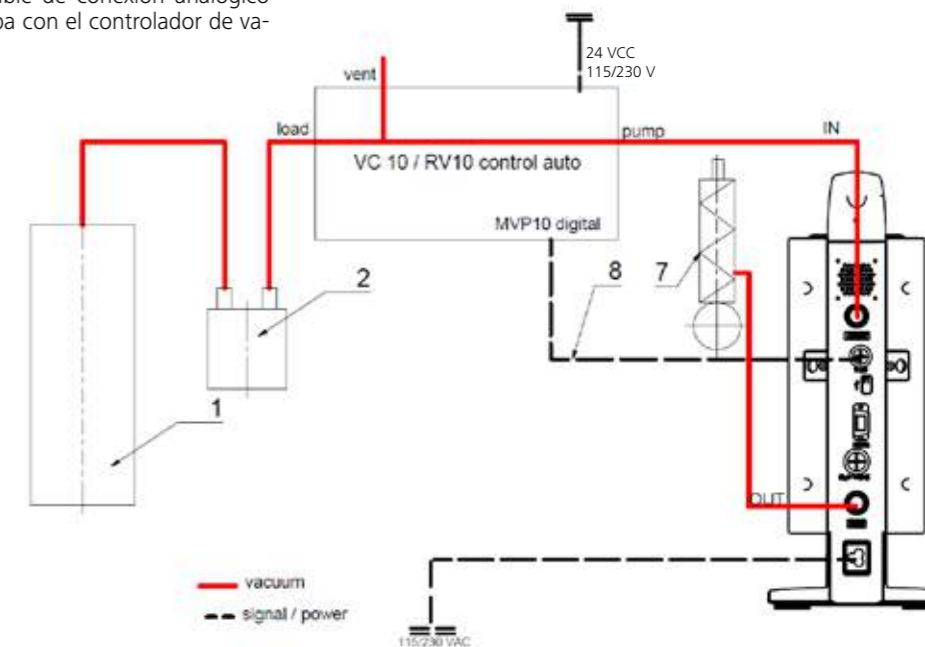 ble de conexión analógico
ba con el controlador de va-
24 VCC
115/230 V
vent
load
pump
IN
VC 10 / RV10 control auto
MVP10 digital
2
8
7
1
OUT
vacuum
signal / power
115/230 VAC